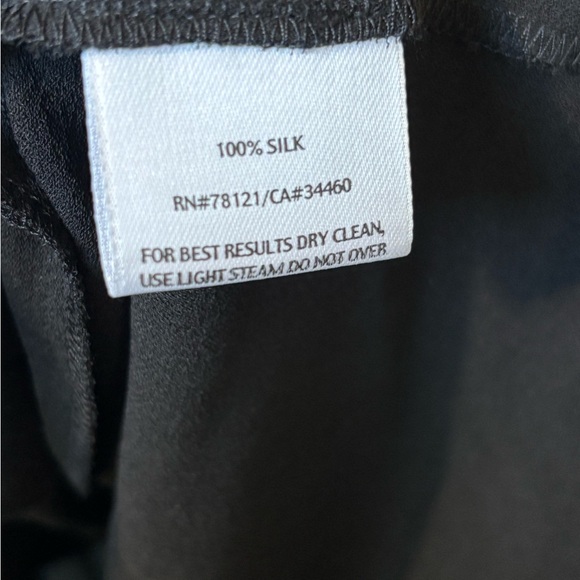 100% SILK
RN#78121/CA#34460
FOR BEST RESULTS DRY CLEAN,
USE LIGHT STEAM DO NOT OVER